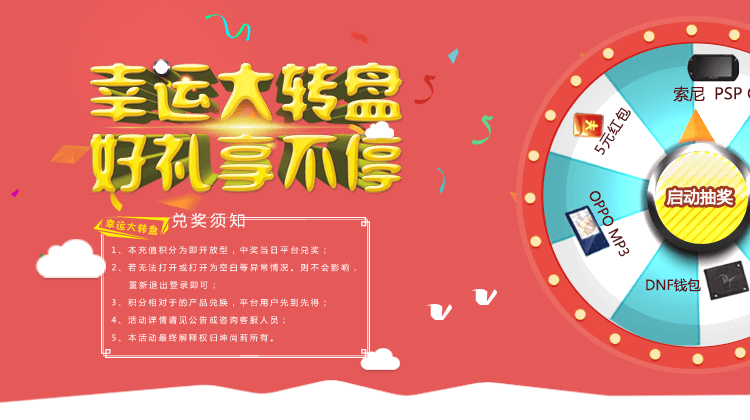 幸运大转盘
好礼享不停
幸运大转盘
兑奖须知
1、本充值积分为即开放型，中奖当日平台兑奖；
2、若无法打开或打开为空白等异常情况。则不会影响，
重新退出登录即可；
3、积分相对于的产品兑换，平台用户先到先得；
4、活动详情请见公告或咨询客服人员；
5、本活动最终解释权归坤尚莉所有。
索尼 PSP
5元红包
OPPO MP3
DNF钱包
启动抽奖